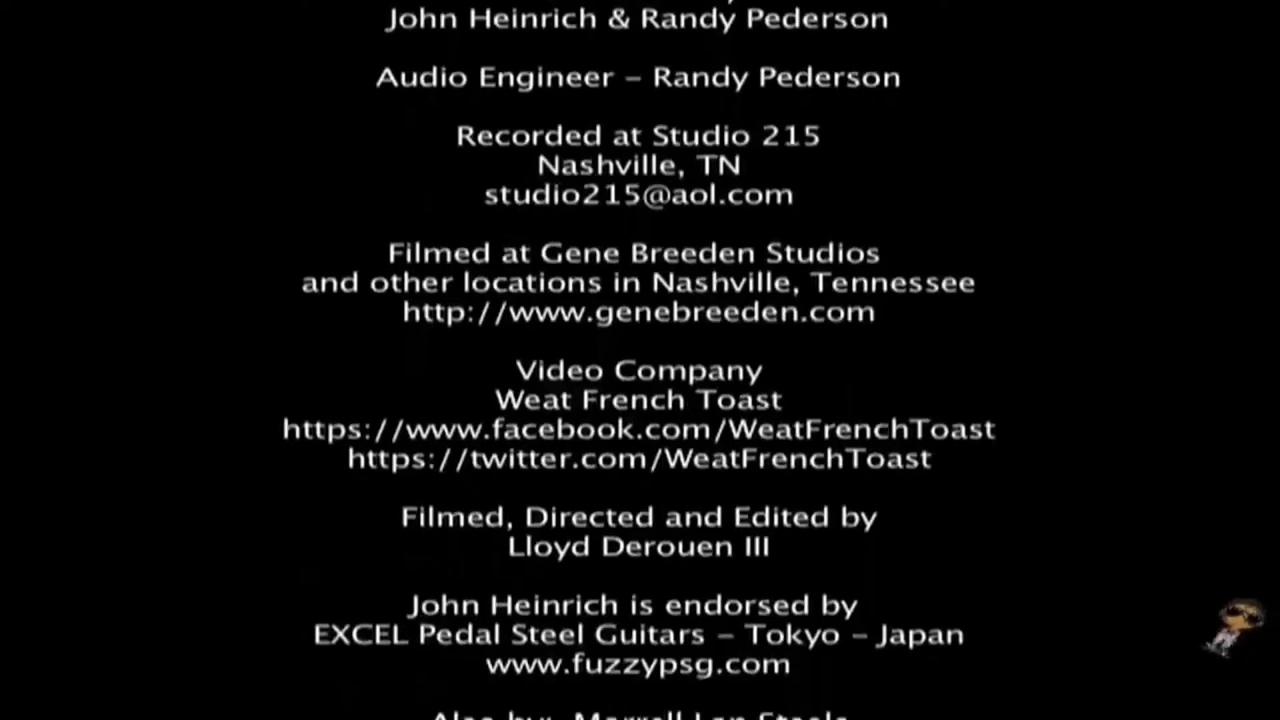 John Heinrich & Randy Pederson
Audio Engineer – Randy Pederson
Recorded at Studio 215
Nashville, TN
studio215@aol.com
Filmed at Gene Breeden Studios
and other locations in Nashville, Tennessee
http://www.genebreeden.com
Video Company
Weat French Toast
https://www.facebook.com/WeatFrenchToast
https://twitter.com/WeatFrenchToast
Filmed, Directed and Edited by
Lloyd Derouen III
John Heinrich is endorsed by
EXCEL Pedal Steel Guitars – Tokyo – Japan
www.fuzzypsg.com
Also by: